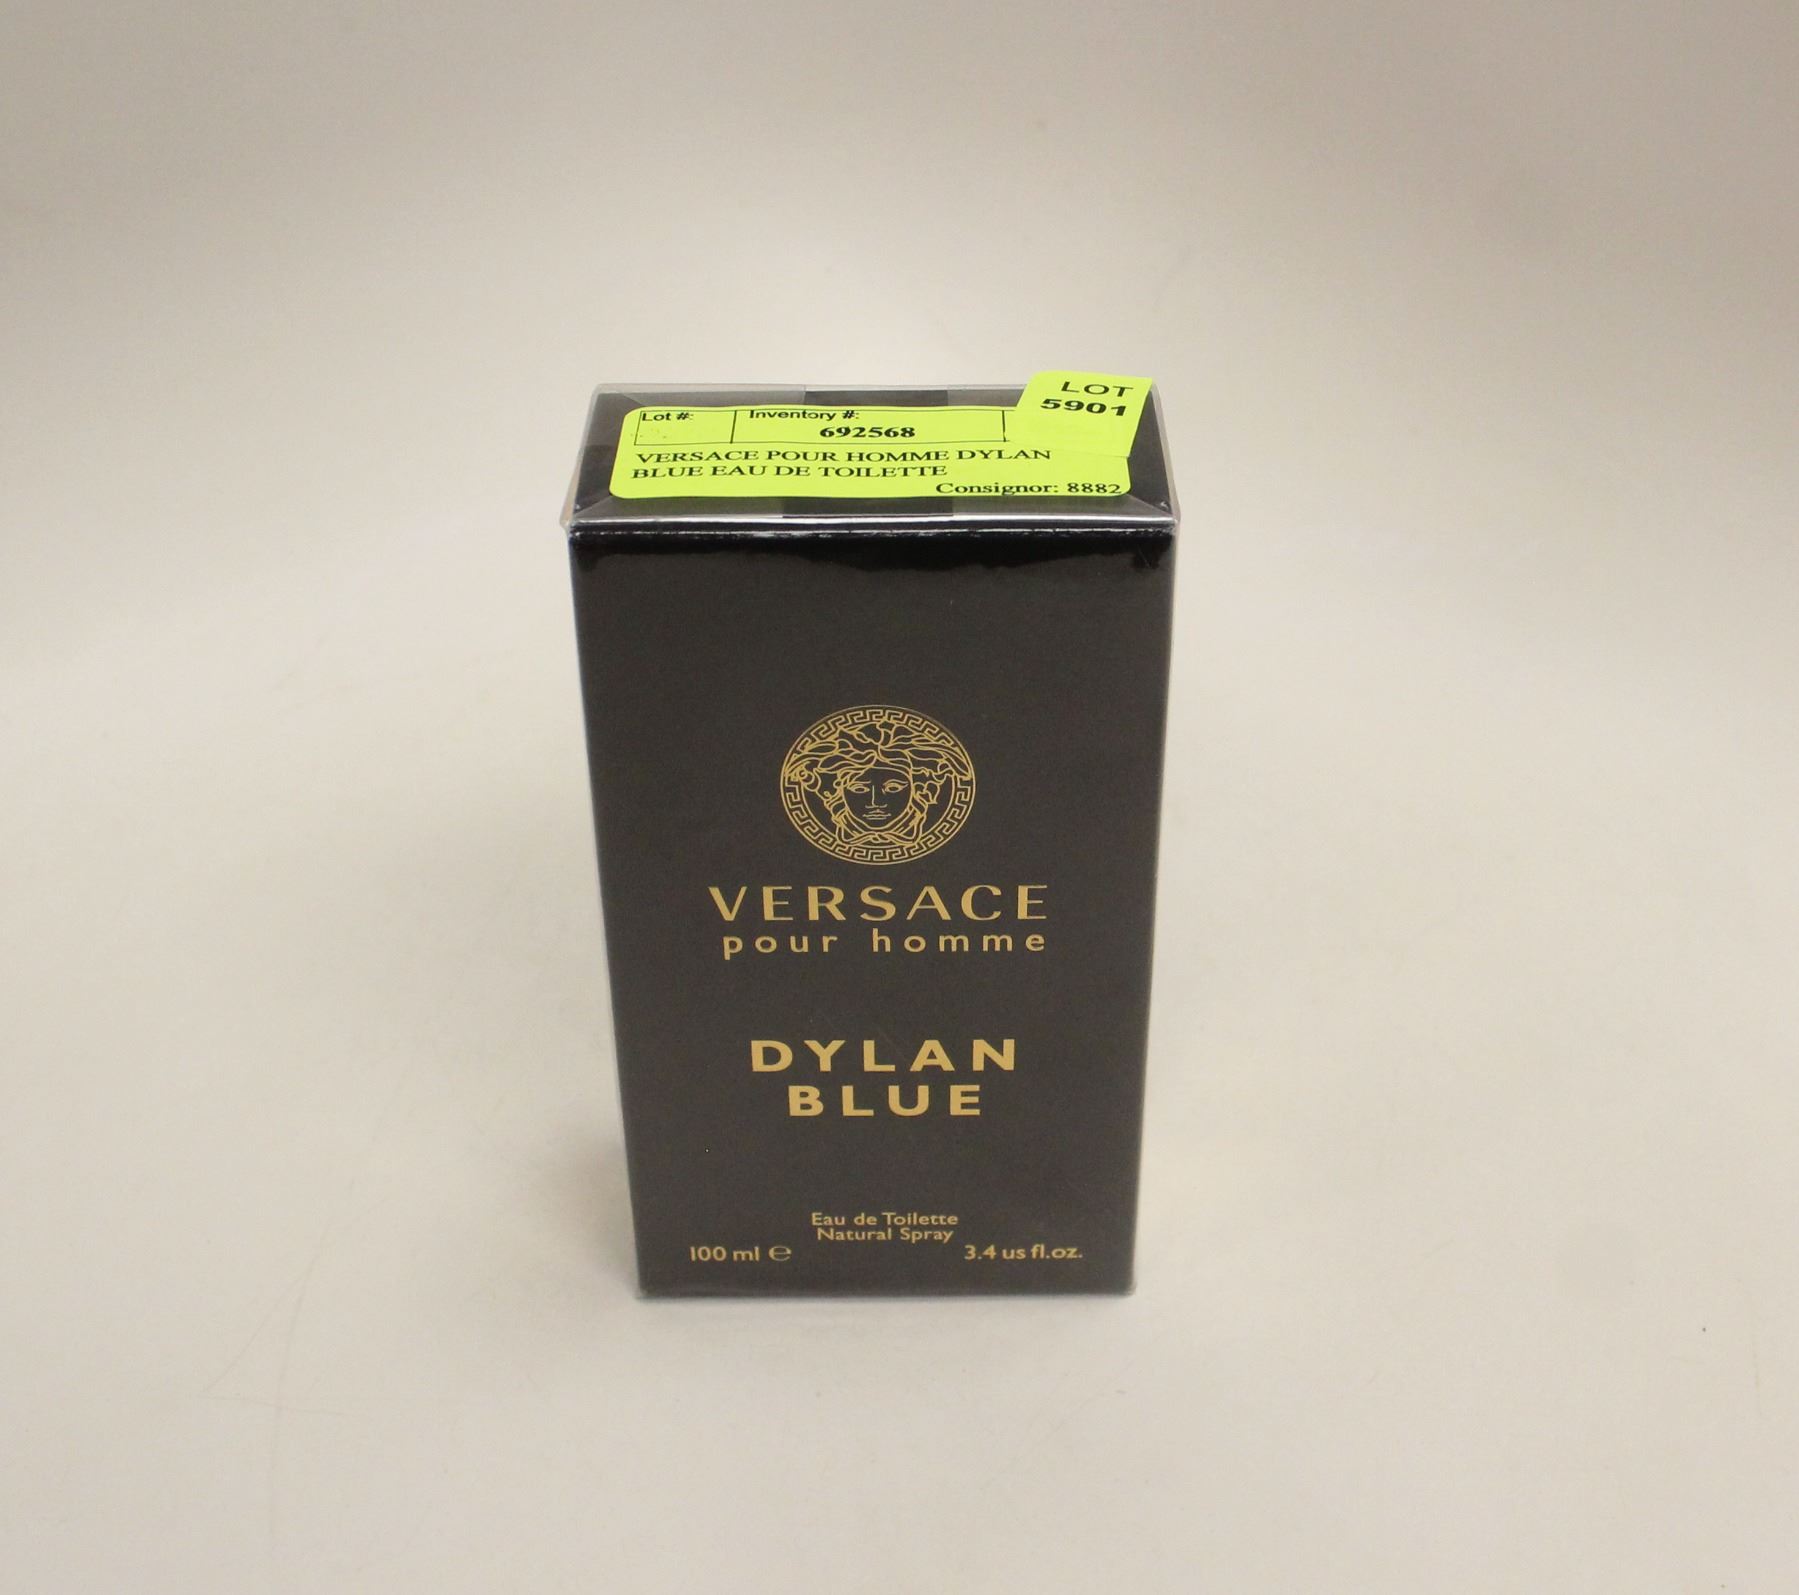 LOT
5901
Lot #:
Inventory #:
692568
VERSACE POUR HOMME DYLAN
BLUE EAU DE TOILETTE
Consignor: 8882
VERSACE
pour homme
DYLAN
BLUE
Eau de Toilette
Natural Spray
100 ml ℮
3.4 us fl.oz.